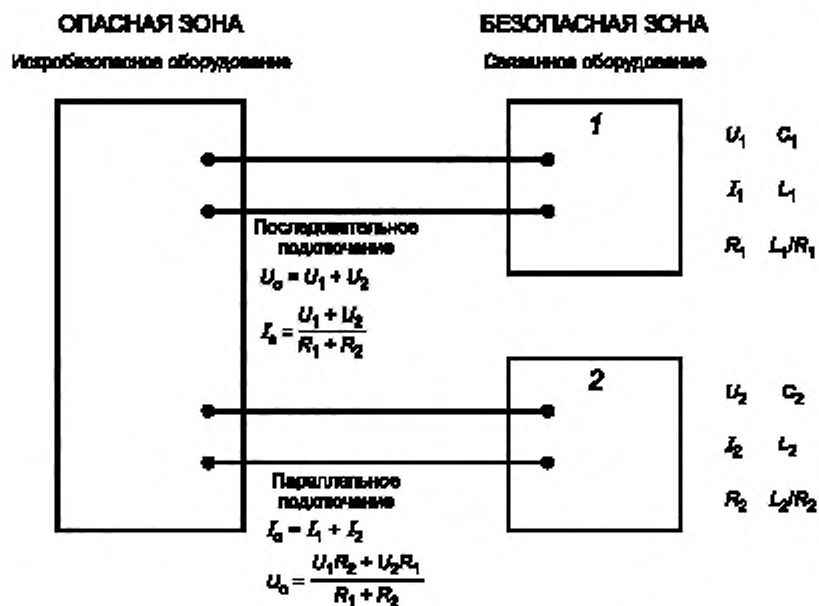 ОПАСНАЯ ЗОНА
БЕЗОПАСНАЯ ЗОНА
Искробезопасное оборудование
Связанное оборудование
1
U₁ C₁
I₁ L₁
R₁ L₁/R₁
Последовательное
подключение
Uₒ = U₁ + U₂
Iₒ = (U₁ + U₂)/(R₁ + R₂)
2
U₂ C₂
I₂ L₂
R₂ L₂/R₂
Параллельное
подключение
Iₒ = I₁ + I₂
Uₒ = (U₁R₂ + U₂R₁)/(R₁ + R₂)